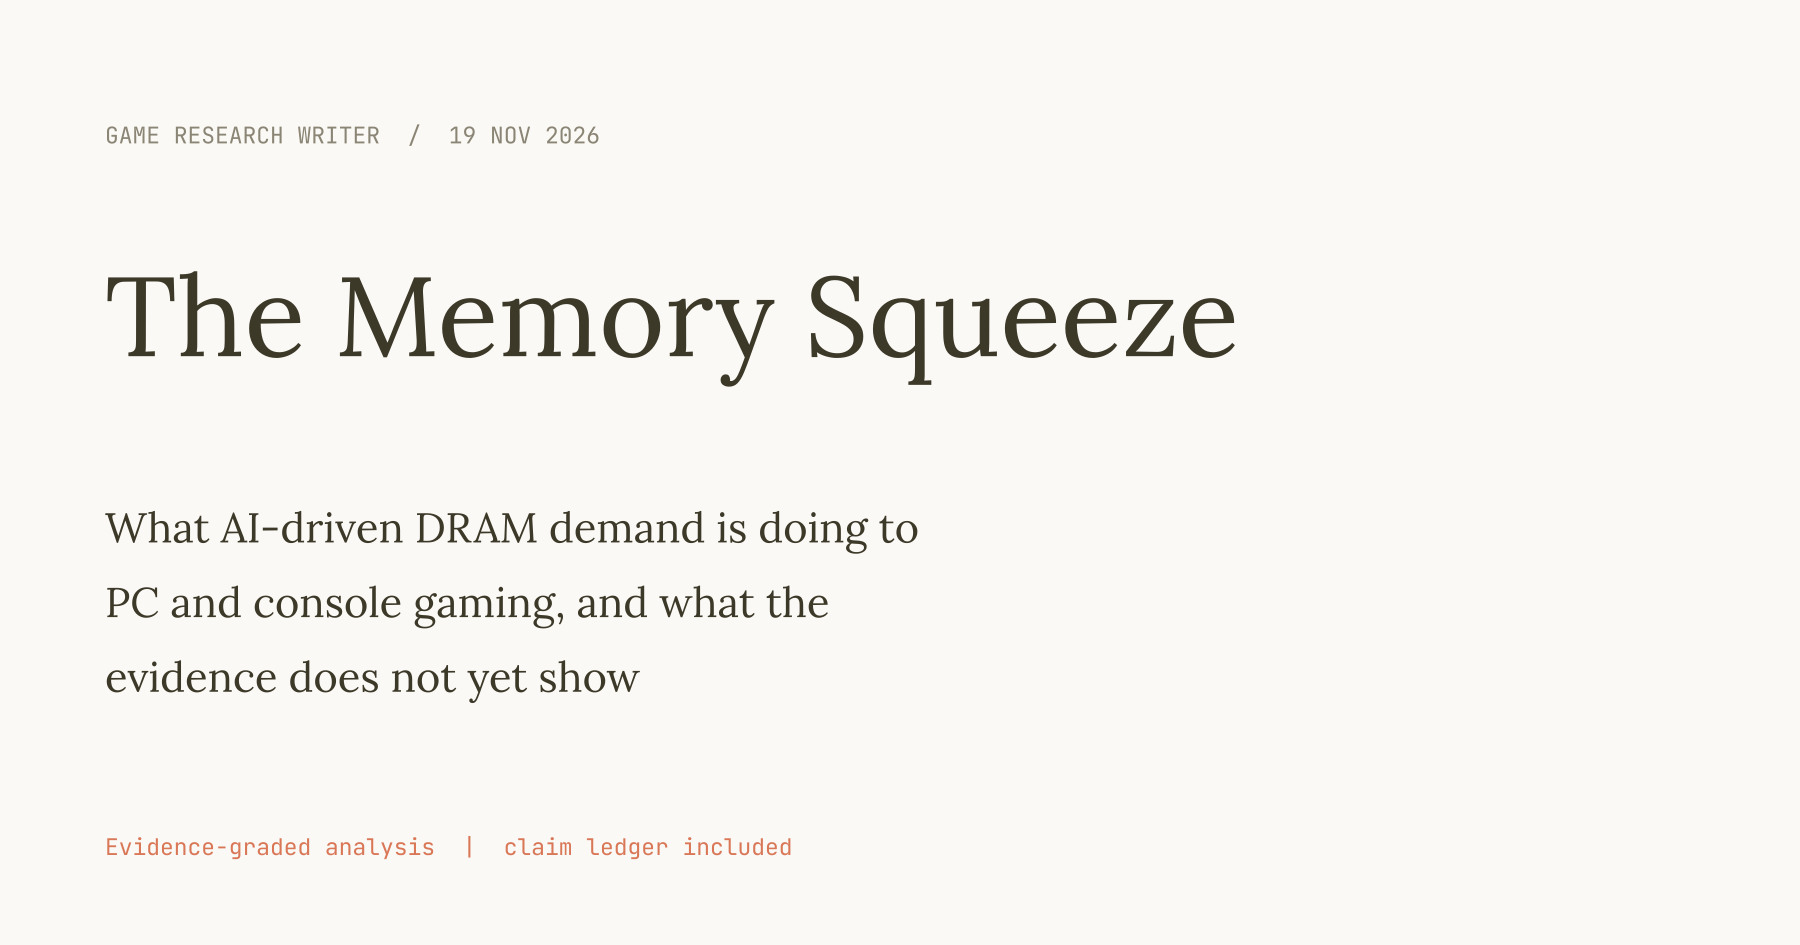 GAME RESEARCH WRITER / 19 NOV 2026
The Memory Squeeze
What AI-driven DRAM demand is doing to
PC and console gaming, and what the
evidence does not yet show
Evidence-graded analysis | claim ledger included